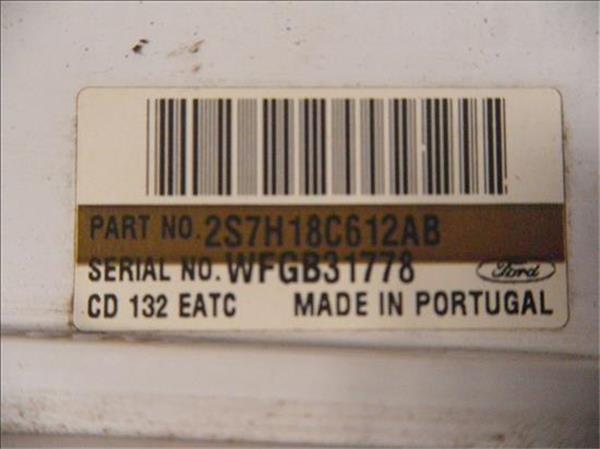 PART NO. 2S7H18C612AB
SERIAL NO. WFGB31778 Ford
CD 132 EATC MADE IN PORTUGAL